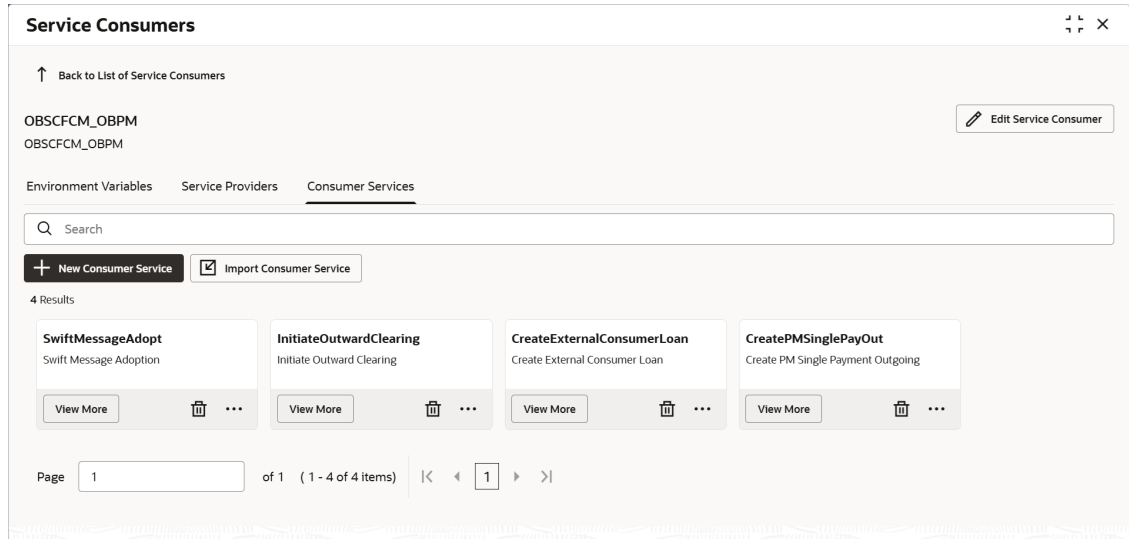 Service Consumers
Back to List of Service Consumers
OBSCFCM_OBPM
Edit Service Consumer
OBSCFCM_OBPM
Environment Variables Service Providers Consumer Services
Search
New Consumer Service Import Consumer Service
4 Results
SwiftMessageAdopt InitiateOutwardClearing CreateExternalConsumerLoan CreatePMSinglePayOut
Swift Message Adoption Initiate Outward Clearing Create External Consumer Loan Create PM Single Payment Outgoing
View More View More View More View More
Page 1 of 1 ( 1 - 4 of 4 items) 1